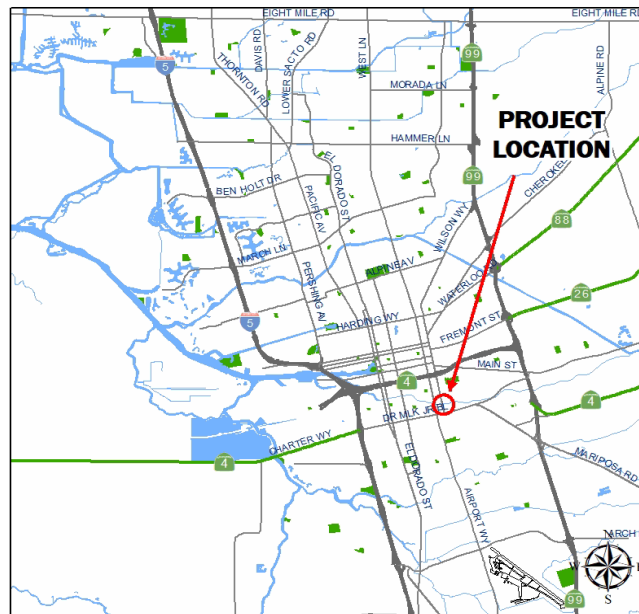 EIGHT MILE RD
EIGHT MILE RD
DAVIS RD
LOWER SACTO RD
WEST LN
99
ALPINE RD
5
THORNTON RD
MORADA LN
HAMMER LN
PROJECT
LOCATION
EL DORADO ST
99
CHEROKEE
BEN HOLT DR
PACIFIC AV
88
WILSON WY
MARCH LN
ALPINE AV
WATERLOO
26
PERSHING AV
5
HARDING WY
FREMONT ST
MAIN ST
4
4
DR MLK JR BL
CHARTER WY
4
EL DORADO ST
MARIPOSA RD
AIRPORT WY
ARCH
N
W
E
S
99